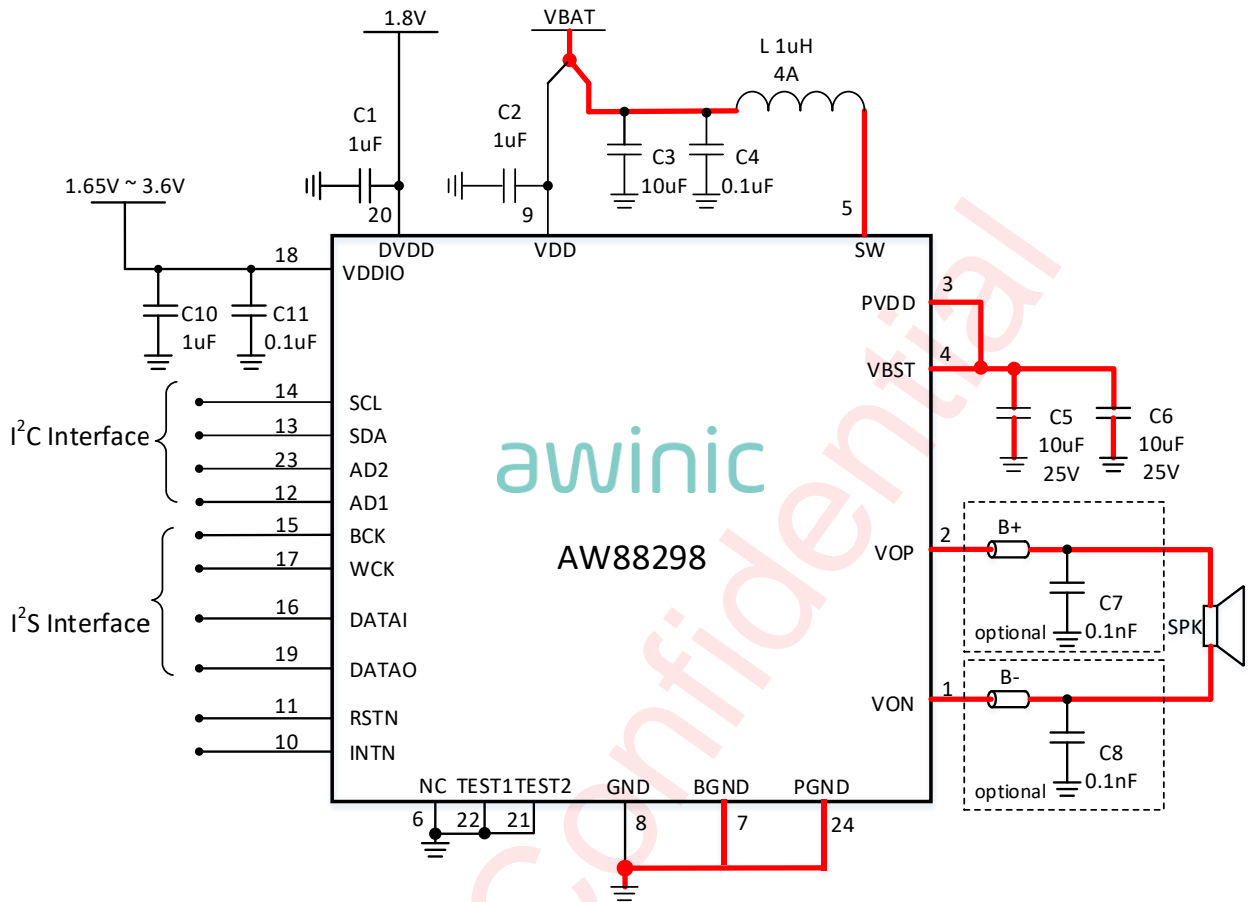 1.8V
VBAT
L 1uH
4A
C1
1uF
C2
1uF
C3
10uF
C4
0.1uF
1.65V ~ 3.6V
20
9
5
DVDD
VDD
SW
18
VDDIO
3
PVDD
C10
1uF
C11
0.1uF
4
VBST
C5
10uF
25V
C6
10uF
25V
I²C Interface
14
SCL
13
SDA
23
AD2
12
AD1
I²S Interface
15
BCK
17
WCK
16
DATAI
19
DATAO
11
RSTN
10
INTN
awinic
AW88298
2
VOP
B+
C7
0.1nF
optional
SPK
1
VON
B-
C8
0.1nF
optional
NC
TEST1
TEST2
GND
BGND
PGND
6
22
21
8
7
24
Confidential